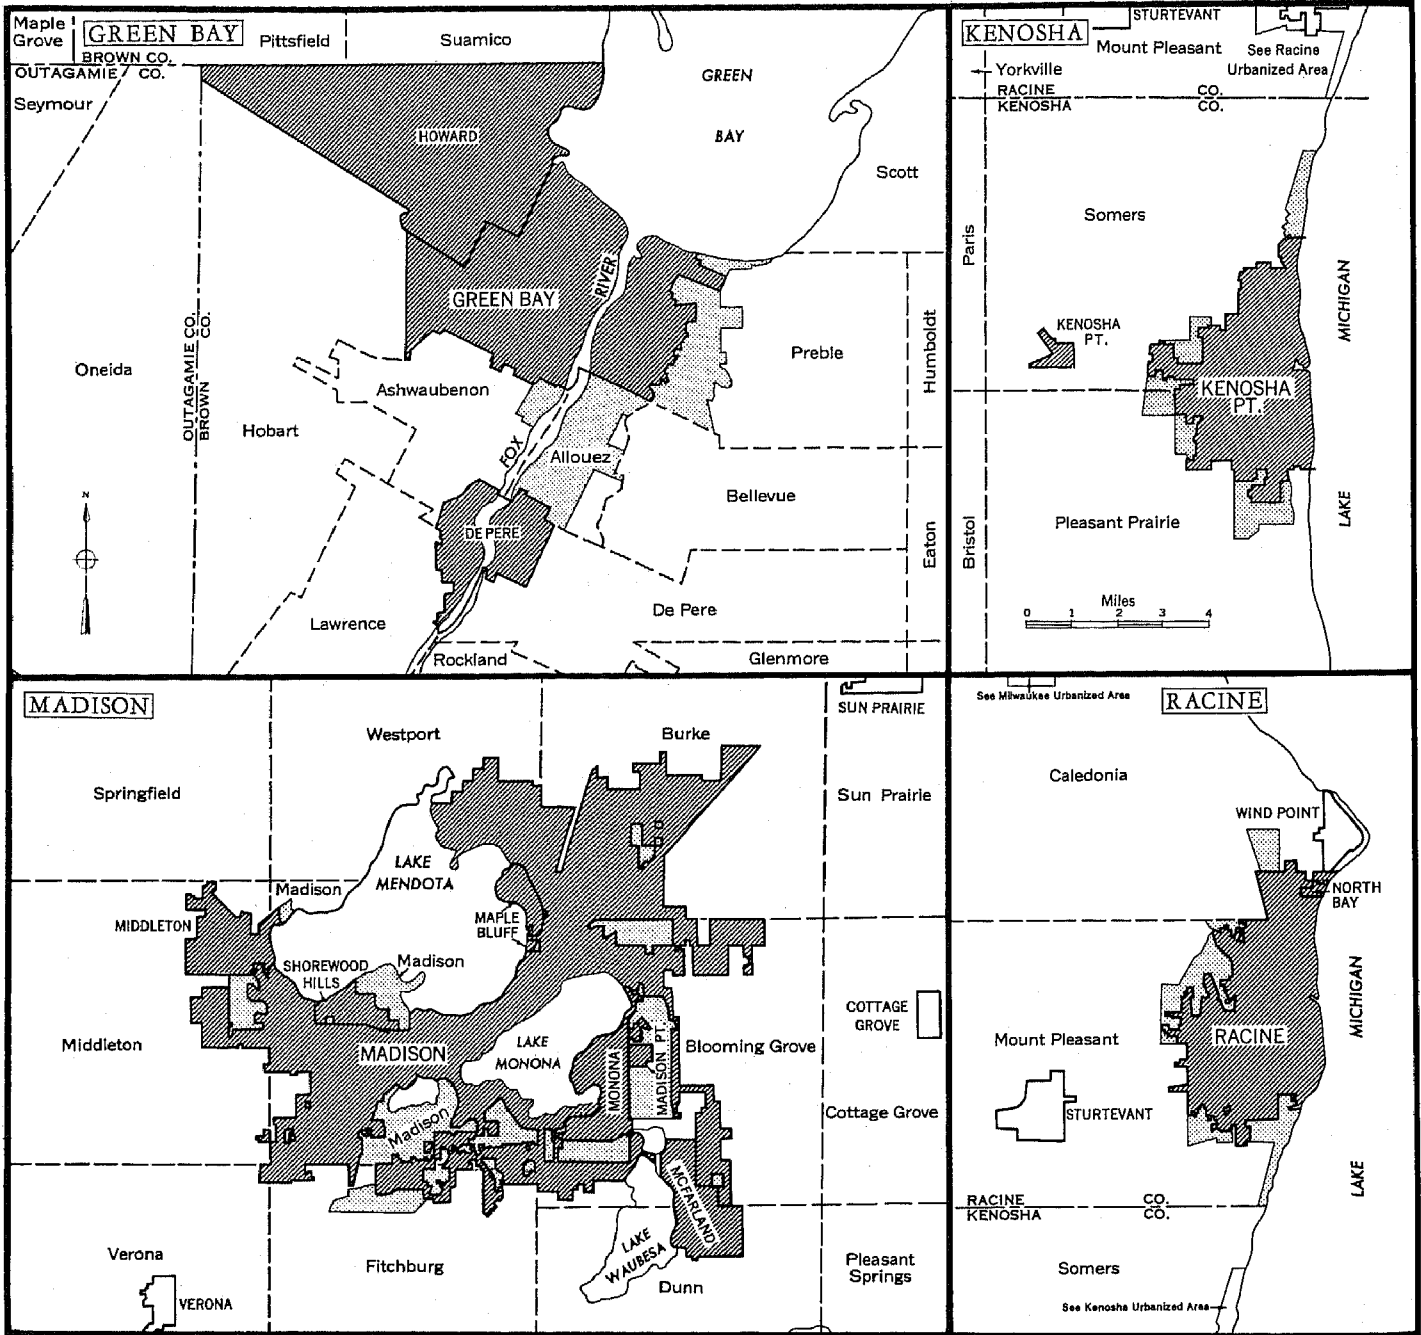 Maple
Grove
GREEN BAY
Pittsfield
Suamico
BROWN CO.
OUTAGAMIE CO.
Seymour
GREEN
BAY
HOWARD
Scott
GREEN BAY
RIVER
OUTAGAMIE CO.
BROWN CO.
Oneida
Ashwaubenon
Preble
Humboldt
Hobart
FOX
Allouez
Bellevue
N
DE PERE
Eaton
Lawrence
De Pere
Rockland
Glenmore
KENOSHA
STURTEVANT
Mount Pleasant
See Racine
Urbanized Area
Yorkville
RACINE CO.
KENOSHA CO.
Somers
Paris
MICHIGAN
KENOSHA
PT.
KENOSHA
PT.
Pleasant Prairie
LAKE
Bristol
Miles
0 1 2 3 4
MADISON
Westport
Burke
SUN PRAIRIE
Springfield
Sun Prairie
LAKE
MENDOTA
Madison
MIDDLETON
MAPLE
BLUFF
SHOREWOOD
HILLS
Madison
COTTAGE
GROVE
Middleton
MADISON
LAKE
MONONA
MONONA
MADISON PT.
Blooming Grove
Madison
Cottage Grove
MCFARLAND
LAKE
WAUBESA
Verona
Fitchburg
Dunn
Pleasant
Springs
VERONA
See Milwaukee Urbanized Area
RACINE
Caledonia
WIND POINT
NORTH
BAY
MICHIGAN
RACINE
Mount Pleasant
STURTEVANT
LAKE
RACINE CO.
KENOSHA CO.
Somers
See Kenosha Urbanized Area